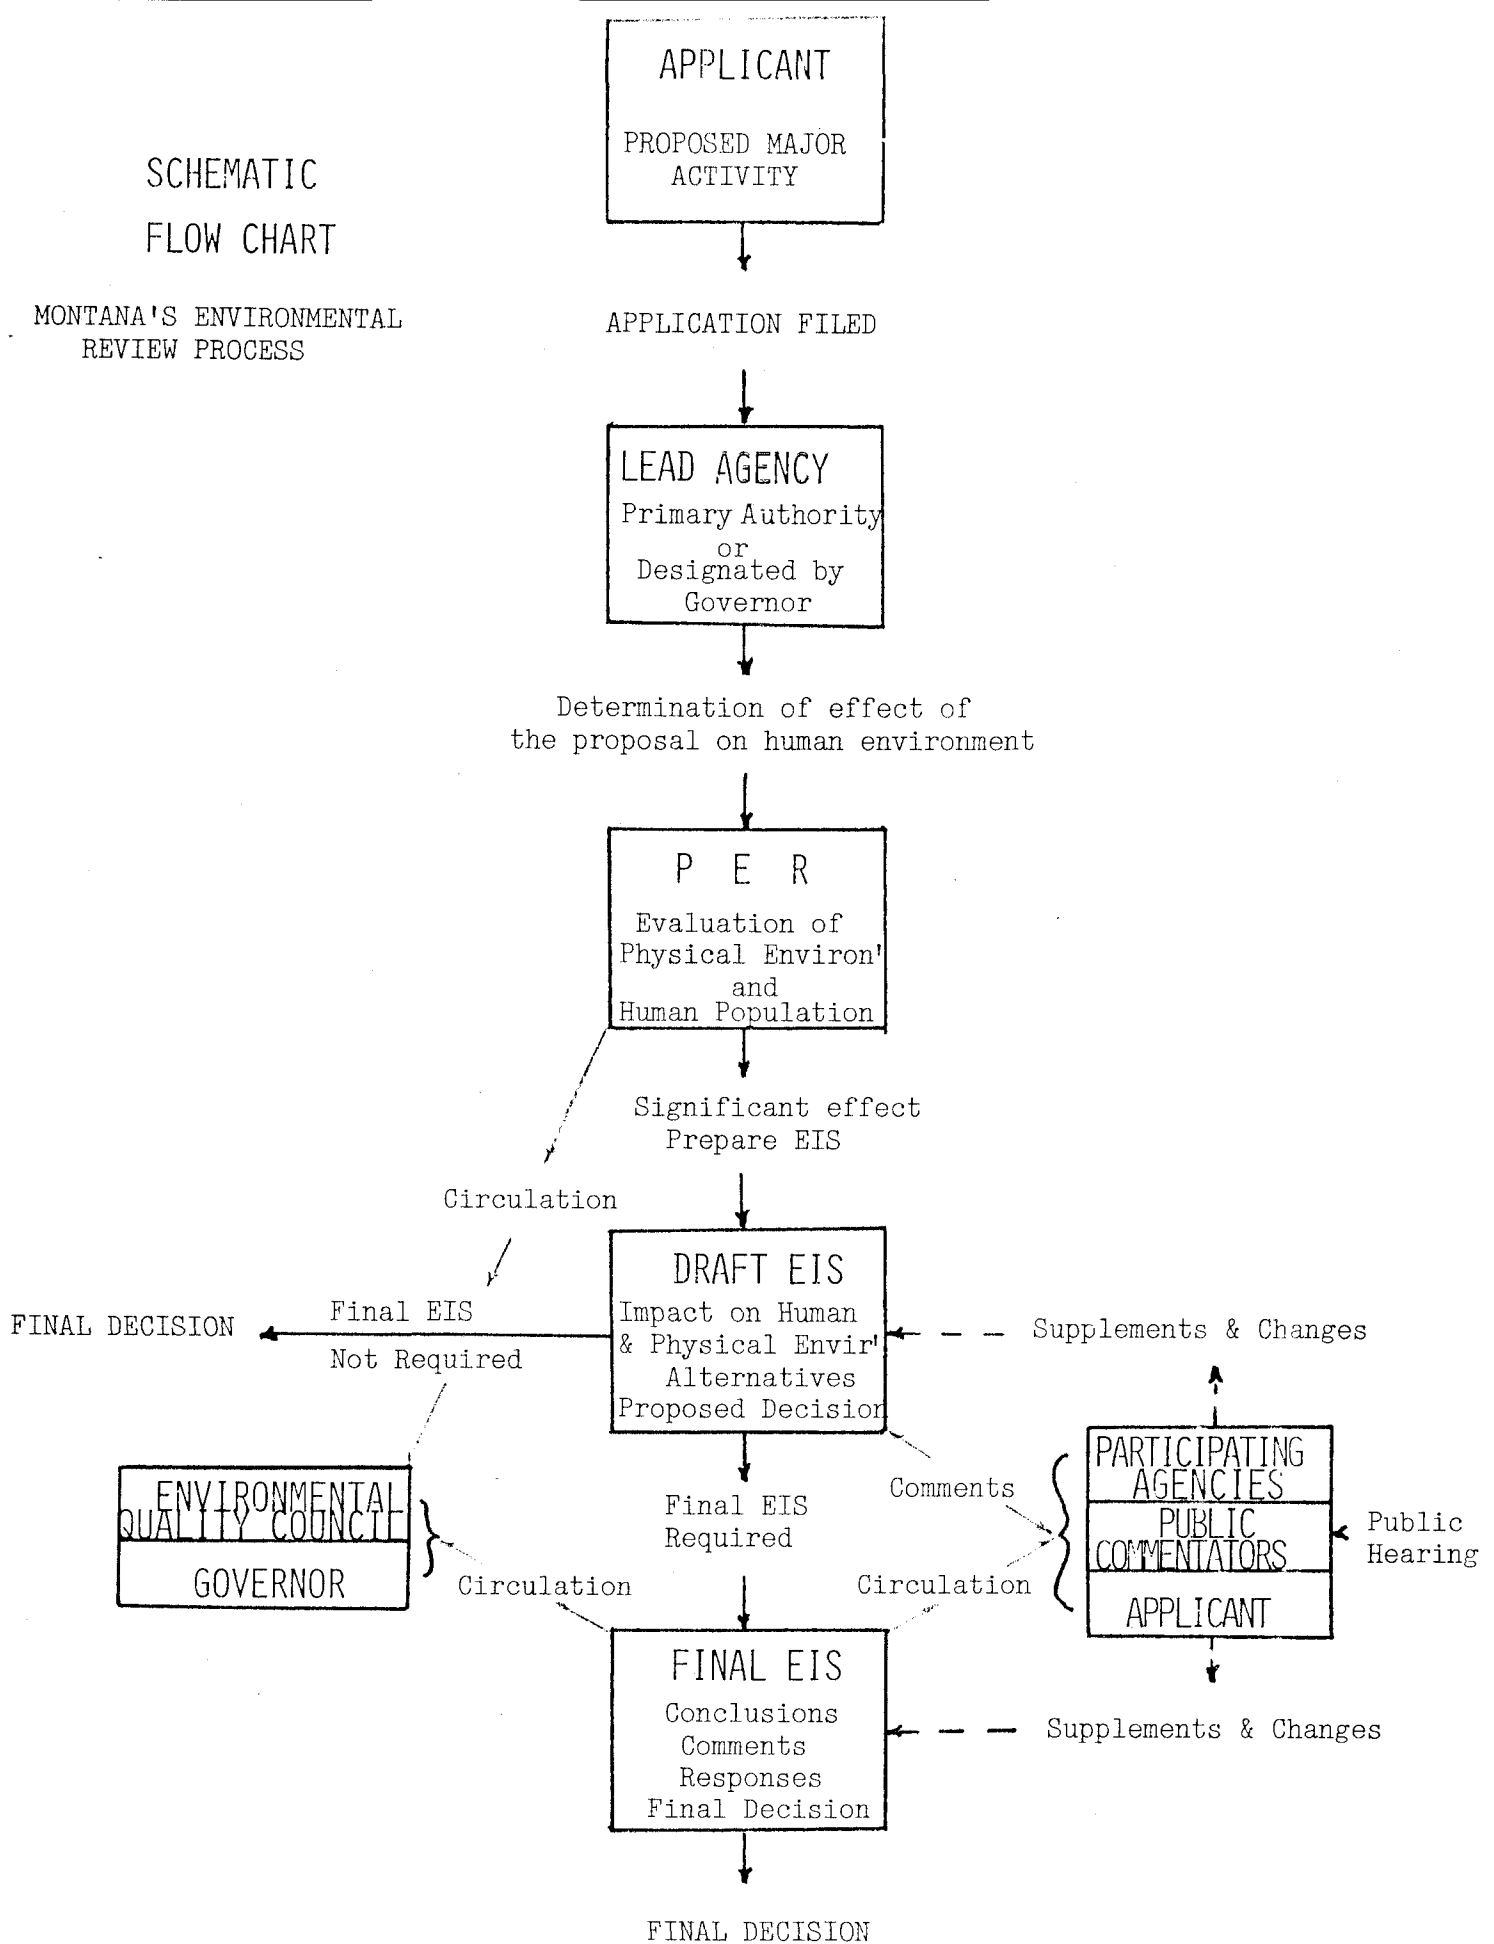 APPLICANT
PROPOSED MAJOR
ACTIVITY
SCHEMATIC
FLOW CHART
MONTANA'S ENVIRONMENTAL
REVIEW PROCESS
APPLICATION FILED
LEAD AGENCY
Primary Authority
or
Designated by
Governor
Determination of effect of
the proposal on human environment
P E R
Evaluation of
Physical Environ'
and
Human Population
Significant effect
Prepare EIS
Circulation
DRAFT EIS
Impact on Human
& Physical Envir'
Alternatives
Proposed Decision
Final EIS
Not Required
FINAL DECISION
Supplements & Changes
PARTICIPATING
AGENCIES
PUBLIC
COMMENTATORS
APPLICANT
Public
Hearing
Comments
Circulation
Final EIS
Required
ENVIRONMENTAL
QUALITY COUNCIL
GOVERNOR
Circulation
FINAL EIS
Conclusions
Comments
Responses
Final Decision
Supplements & Changes
FINAL DECISION